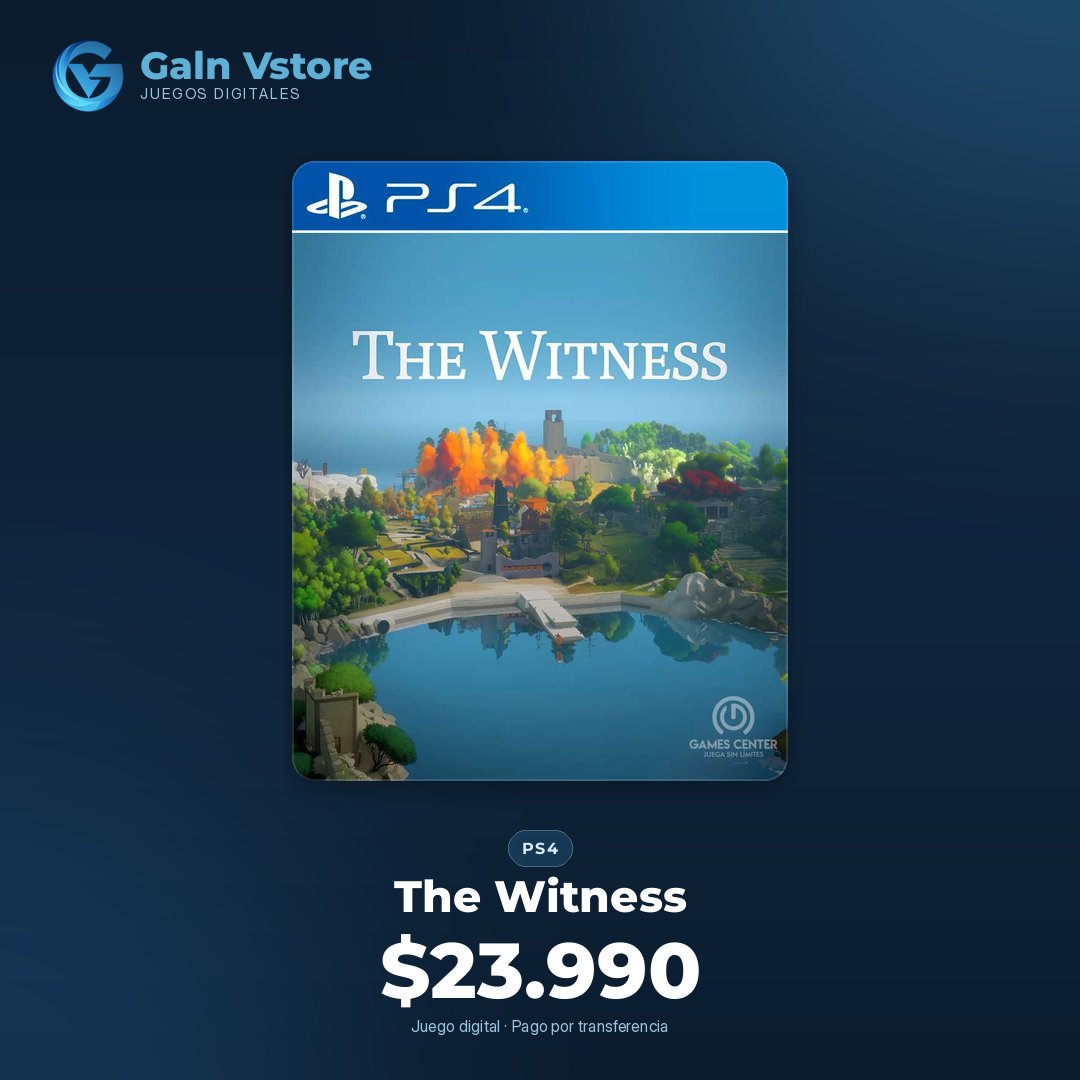 Galn Vstore
JUEGOS DIGITALES
PS4
THE WITNESS
GAMES CENTER
JUEGA SIN LIMITES
PS4
The Witness
$23.990
Juego digital · Pago por transferencia